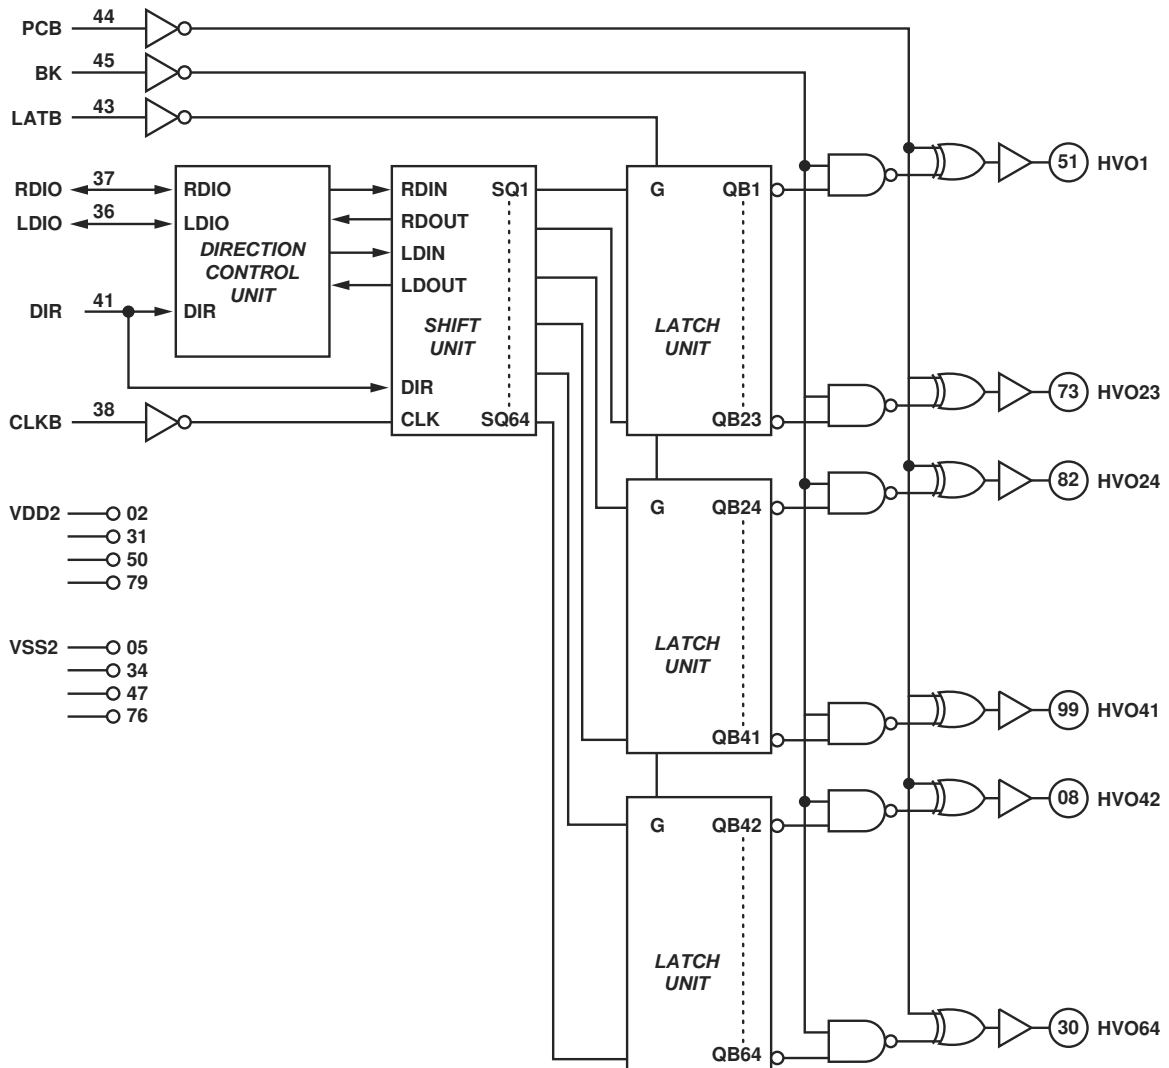 PCB 44
BK 45
LATB 43
RDIO 37
LDIO 36
DIR 41
CLKB 38
RDIO
LDIO
DIRECTION
CONTROL
UNIT
DIR
RDIN SQ1
RDOUT
LDIN
LDOUT
SHIFT
UNIT
DIR
CLK SQ64
G QB1
LATCH
UNIT
QB23
G QB24
LATCH
UNIT
QB41
G QB42
LATCH
UNIT
QB64
51 HVO1
73 HVO23
82 HVO24
99 HVO41
08 HVO42
30 HVO64
VDD2 02
31
50
79
VSS2 05
34
47
76